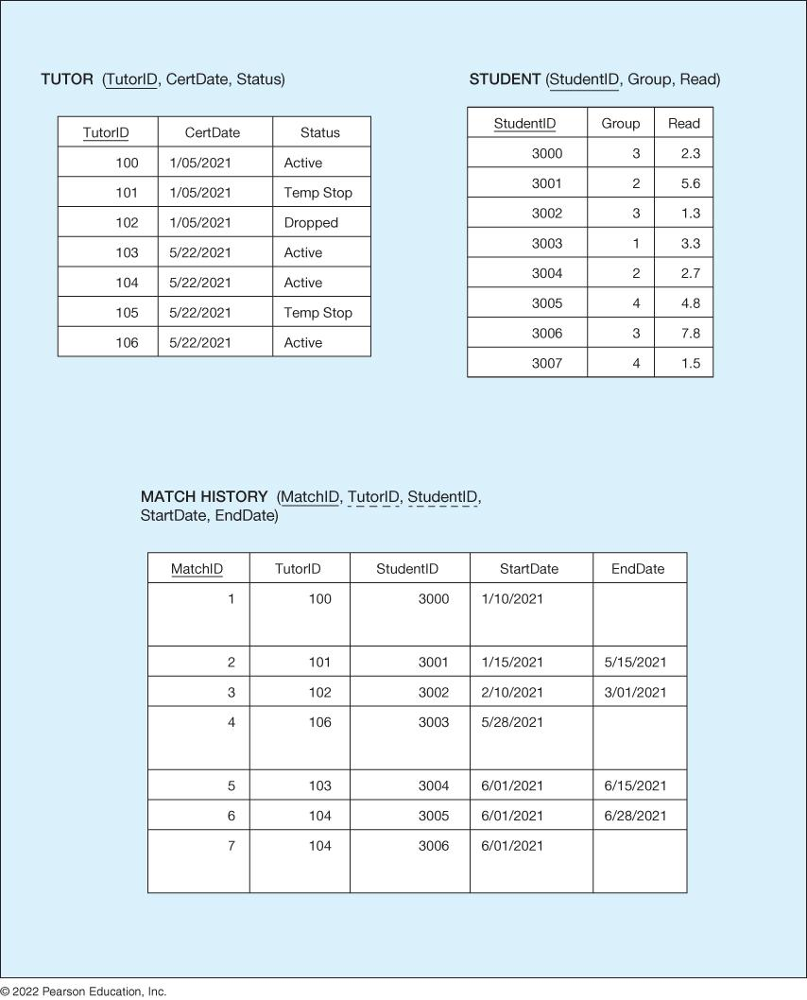 TUTOR (TutorID, CertDate, Status)
TutorID CertDate Status
100 1/05/2021 Active
101 1/05/2021 Temp Stop
102 1/05/2021 Dropped
103 5/22/2021 Active
104 5/22/2021 Active
105 5/22/2021 Temp Stop
106 5/22/2021 Active
STUDENT (StudentID, Group, Read)
StudentID Group Read
3000 3 2.3
3001 2 5.6
3002 3 1.3
3003 1 3.3
3004 2 2.7
3005 4 4.8
3006 3 7.8
3007 4 1.5
MATCH HISTORY (MatchID, TutorID, StudentID,
StartDate, EndDate)
MatchID TutorID StudentID StartDate EndDate
1 100 3000 1/10/2021
2 101 3001 1/15/2021 5/15/2021
3 102 3002 2/10/2021 3/01/2021
4 106 3003 5/28/2021
5 103 3004 6/01/2021 6/15/2021
6 104 3005 6/01/2021 6/28/2021
7 104 3006 6/01/2021
© 2022 Pearson Education, Inc.